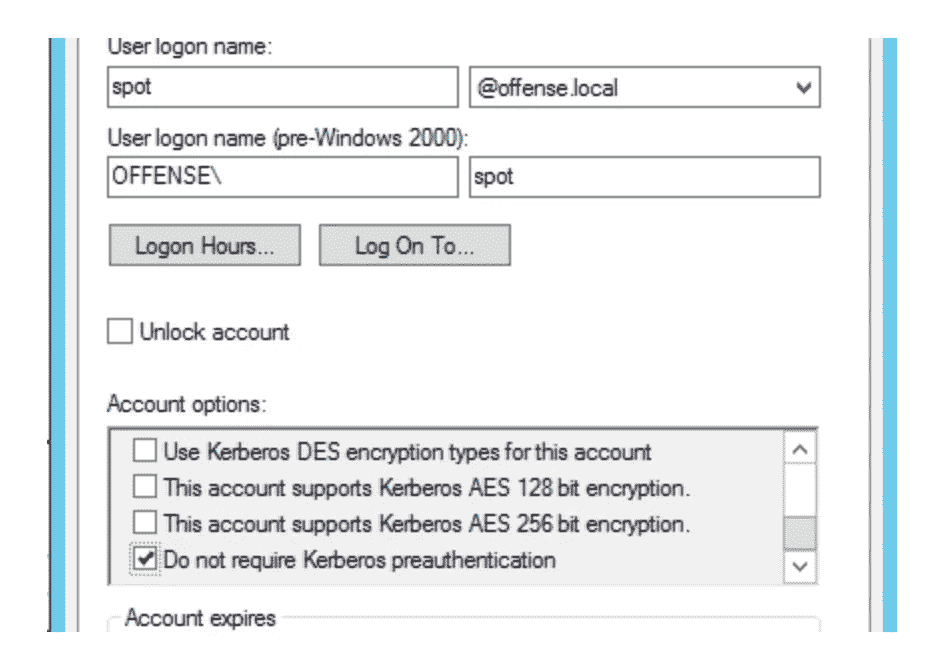 User logon name:
spot @offense.local
User logon name (pre-Windows 2000):
OFFENSE\ spot
Logon Hours... Log On To...
Unlock account
Account options:
Use Kerberos DES encryption types for this account
This account supports Kerberos AES 128 bit encryption.
This account supports Kerberos AES 256 bit encryption.
Do not require Kerberos preauthentication
Account expires